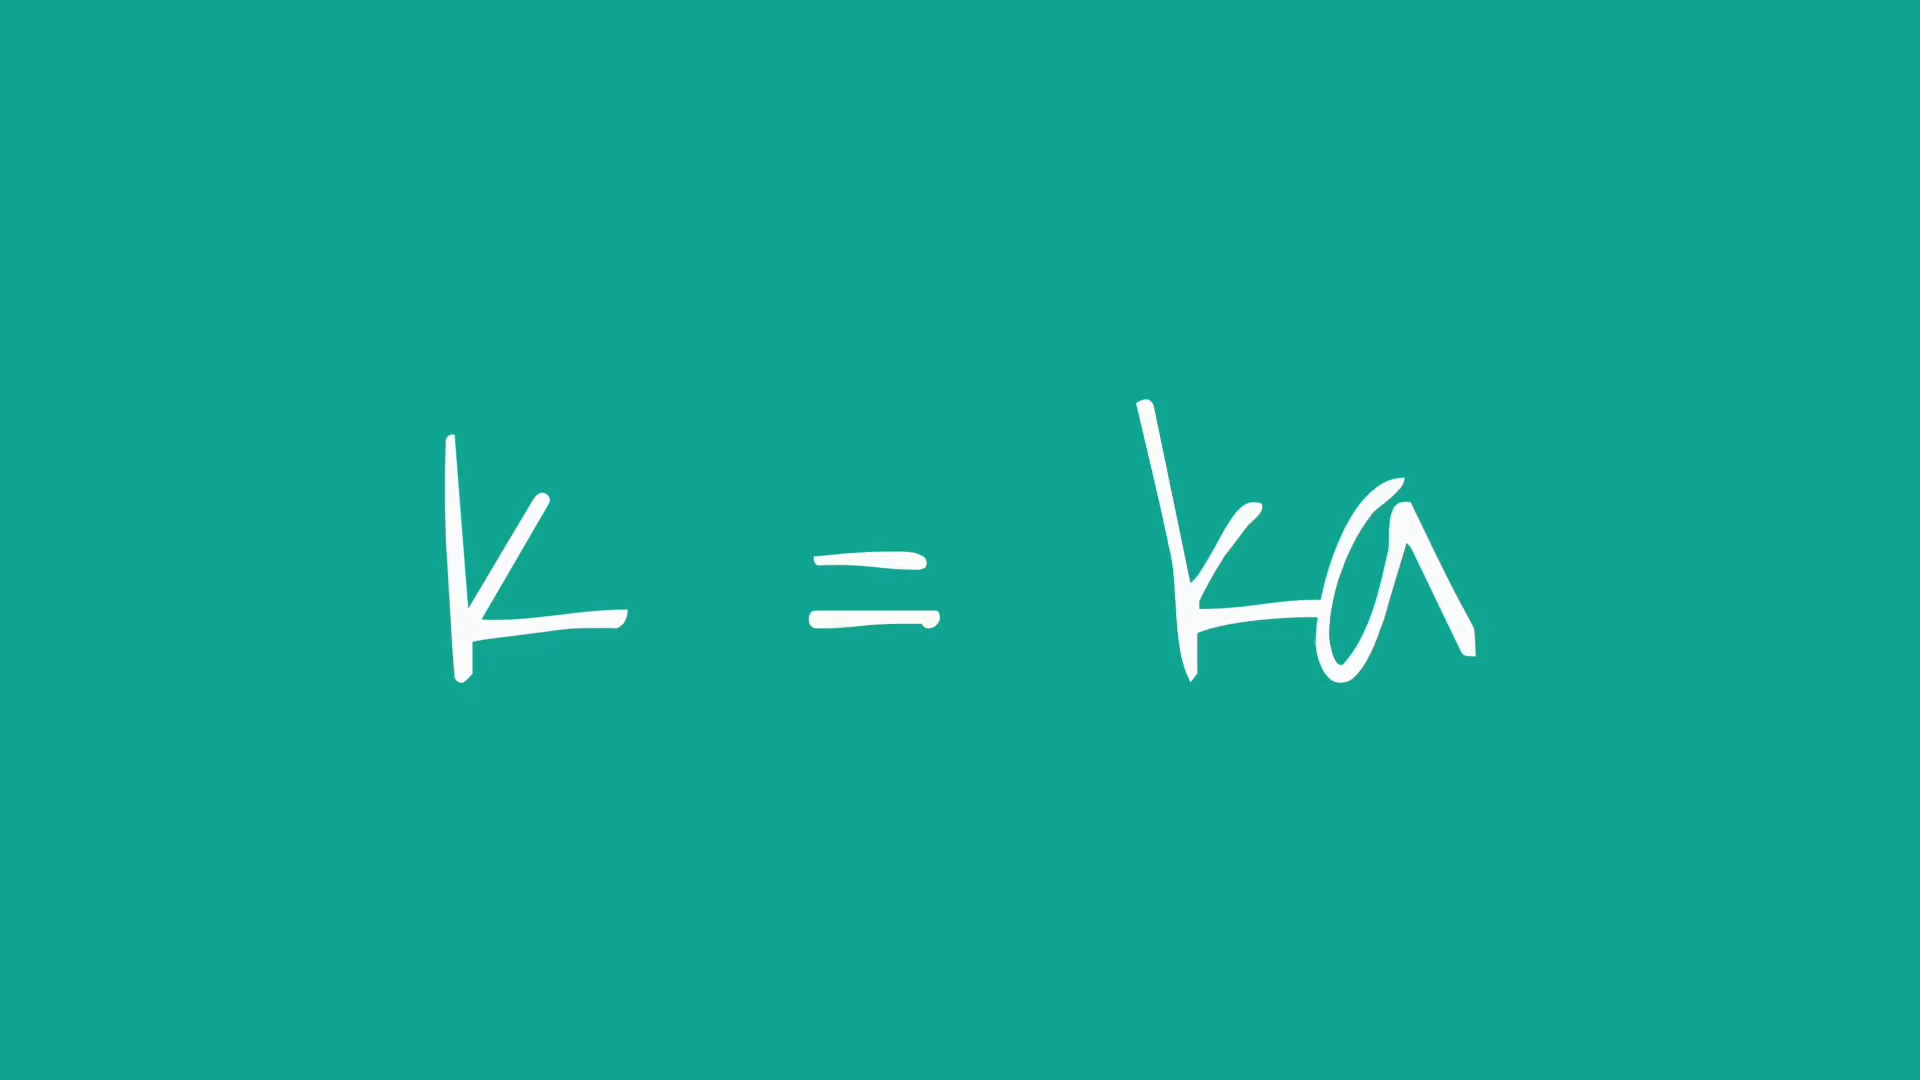 k = ka